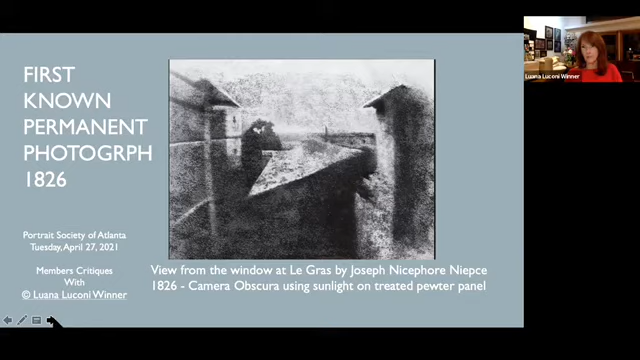 FIRST
KNOWN
PERMANENT
PHOTOGRPH
1826
Portrait Society of Atlanta
Tuesday, April 27, 2021
Members Critiques
With
© Luana Luconi Winner
View from the window at Le Gras by Joseph Nicephore Niepce
1826 - Camera Obscura using sunlight on treated pewter panel
Luana Luconi Winner